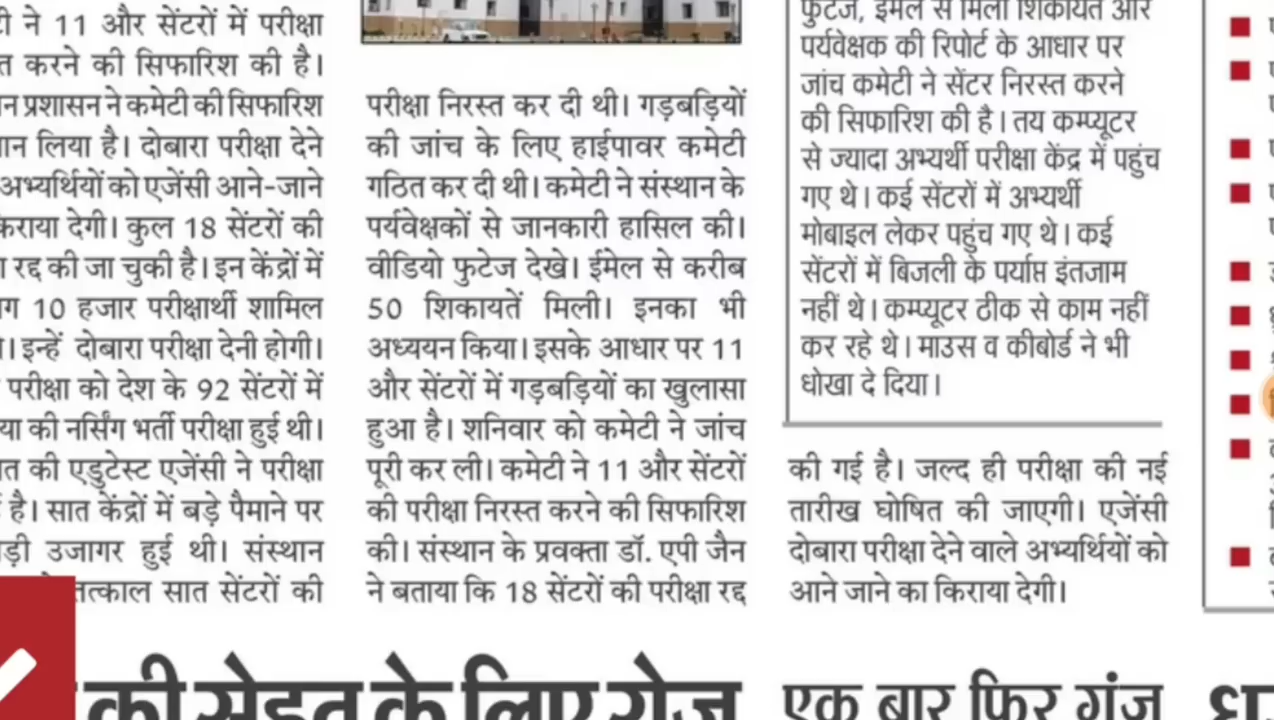 ने 11 और सेंटरों में परीक्षा
करने की सिफारिश की है।
प्रशासन ने कमेटी की सिफारिश
लिया है। दोबारा परीक्षा देने
अभ्यर्थियों को एजेंसी आने-जाने
किराया देगी। कुल 18 सेंटरों की
रद्द की जा चुकी है। इन केंद्रों में
10 हजार परीक्षार्थी शामिल
। इन्हें दोबारा परीक्षा देनी होगी।
परीक्षा को देश के 92 सेंटरों में
की नर्सिंग भर्ती परीक्षा हुई थी।
की एडुटेस्ट एजेंसी ने परीक्षा
है। सात केंद्रों में बड़े पैमाने पर
उजागर हुई थी। संस्थान
तत्काल सात सेंटरों की
परीक्षा निरस्त कर दी थी। गड़बड़ियों
की जांच के लिए हाईपावर कमेटी
गठित कर दी थी। कमेटी ने संस्थान के
पर्यवेक्षकों से जानकारी हासिल की।
वीडियो फुटेज देखे। ईमेल से करीब
50 शिकायतें मिली। इनका भी
अध्ययन किया। इसके आधार पर 11
और सेंटरों में गड़बड़ियों का खुलासा
हुआ है। शनिवार को कमेटी ने जांच
पूरी कर ली। कमेटी ने 11 और सेंटरों
की परीक्षा निरस्त करने की सिफारिश
की। संस्थान के प्रवक्ता डॉ. एपी जैन
ने बताया कि 18 सेंटरों की परीक्षा रद्द
फुटेज, ईमेल से मिली शिकायत और
पर्यवेक्षक की रिपोर्ट के आधार पर
जांच कमेटी ने सेंटर निरस्त करने
की सिफारिश की है। तय कम्प्यूटर
से ज्यादा अभ्यर्थी परीक्षा केंद्र में पहुंच
गए थे। कई सेंटरों में अभ्यर्थी
मोबाइल लेकर पहुंच गए थे। कई
सेंटरों में बिजली के पर्याप्त इंतजाम
नहीं थे। कम्प्यूटर ठीक से काम नहीं
कर रहे थे। माउस व कीबोर्ड ने भी
धोखा दे दिया।
की गई है। जल्द ही परीक्षा की नई
तारीख घोषित की जाएगी। एजेंसी
दोबारा परीक्षा देने वाले अभ्यर्थियों को
आने जाने का किराया देगी।
की सेहत के लिए रोज
एक बार फिर गूंज